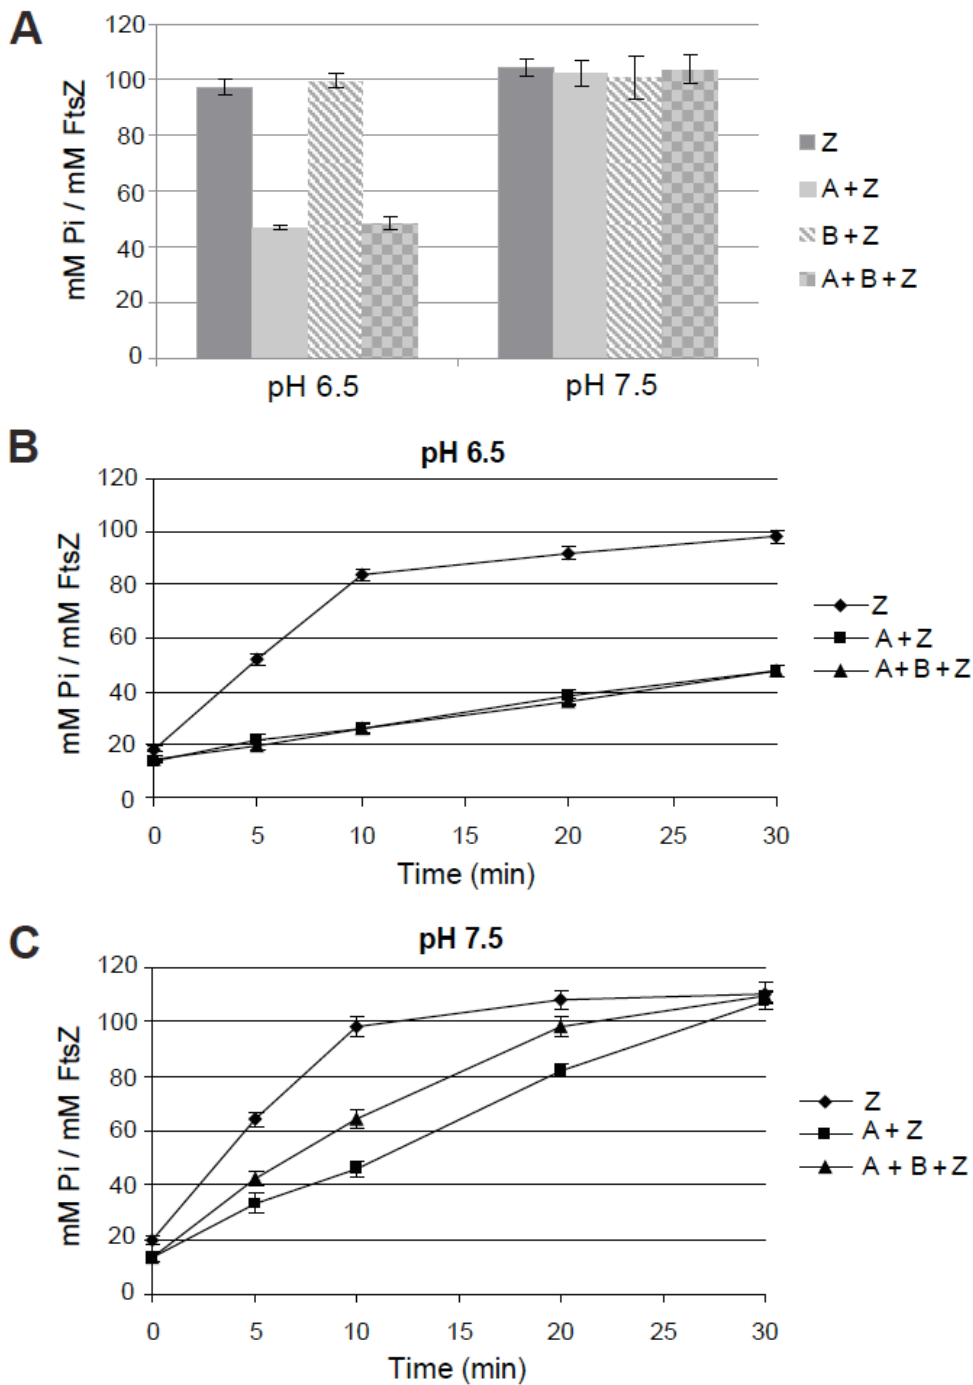 A
mM Pi / mM FtsZ
120
100
80
60
40
20
0
pH 6.5
pH 7.5
Z
A + Z
B + Z
A + B + Z
B
pH 6.5
mM Pi / mM FtsZ
120
100
80
60
40
20
0
0 5 10 15 20 25 30
Time (min)
Z
A + Z
A + B + Z
C
pH 7.5
mM Pi / mM FtsZ
120
100
80
60
40
20
0
0 5 10 15 20 25 30
Time (min)
Z
A + Z
A + B + Z